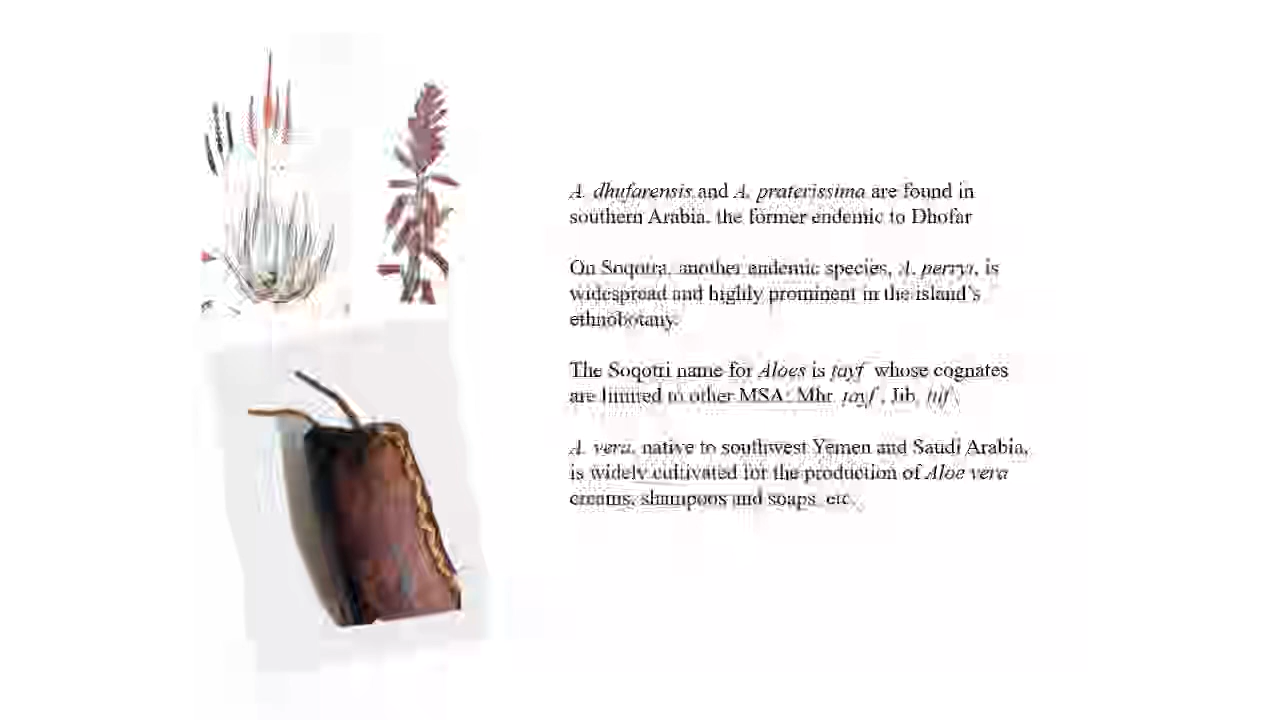 A. dhufarensis and A. praterissima are found in
southern Arabia, the former endemic to Dhofar
On Soqotra, another endemic species, A. perryi, is
widespread and highly prominent in the island's
ethnobotany.
The Soqotri name for Aloes is tayf whose cognates
are limited to other MSA: Mhr. tayf, Jib.
A. vera, native to southwest Yemen and Saudi Arabia,
is widely cultivated for the production of Aloe vera
creams, shampoos and soaps, etc.